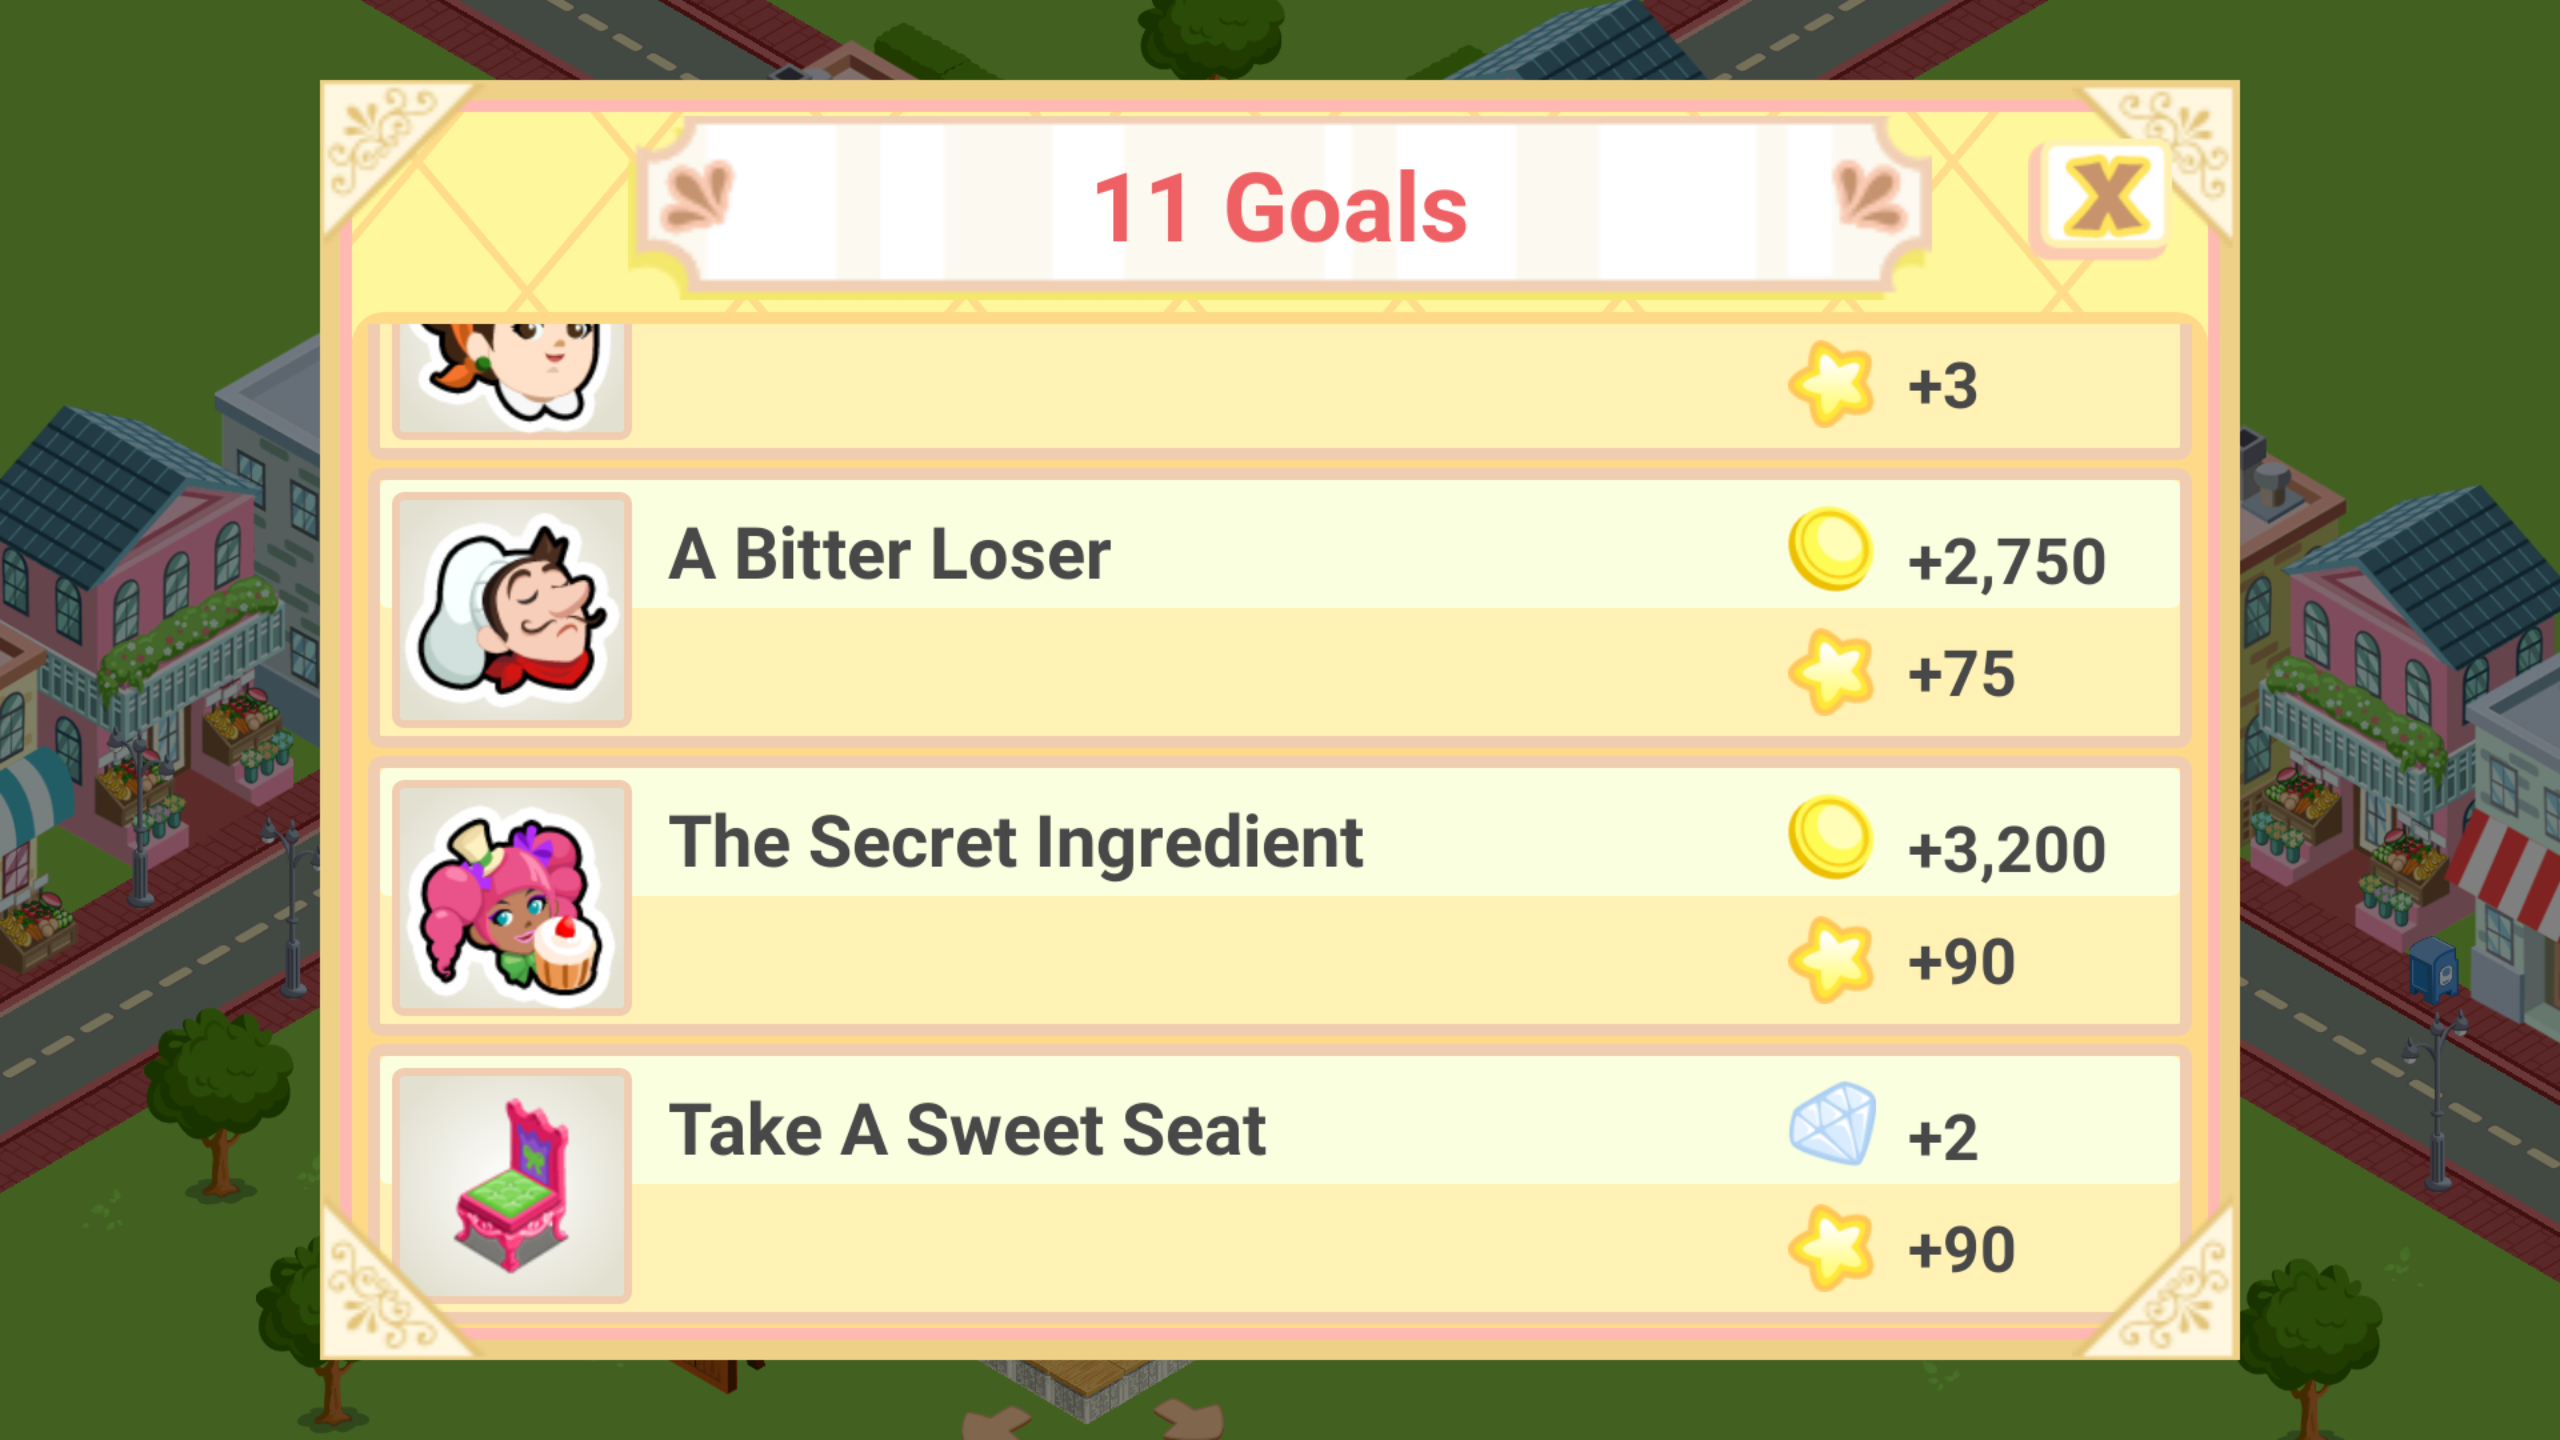 11 Goals
X
+3
A Bitter Loser
+2,750
+75
The Secret Ingredient
+3,200
+90
Take A Sweet Seat
+2
+90